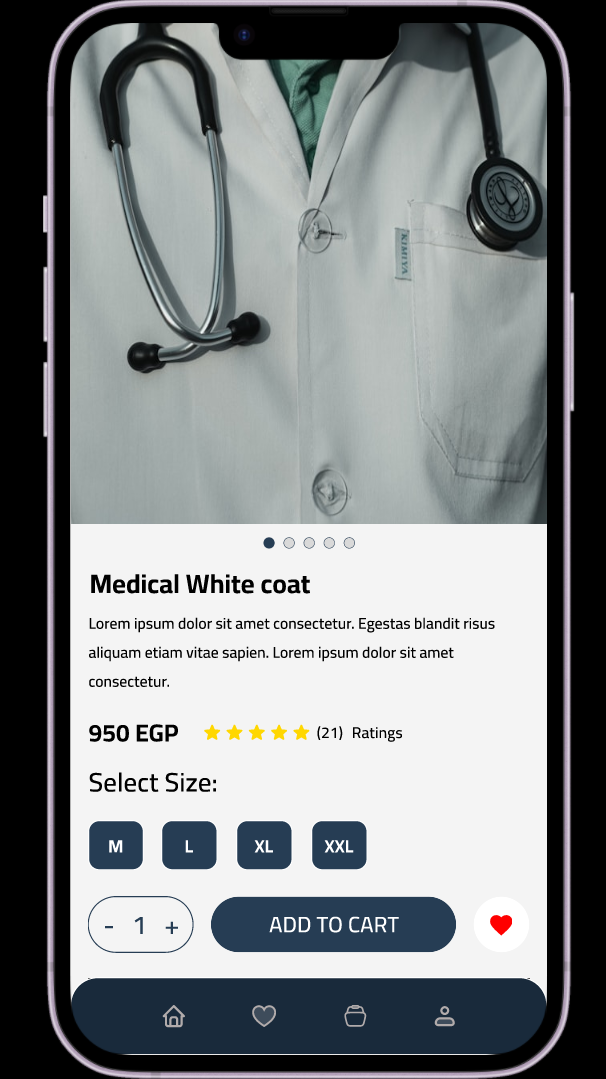 KIMIYA
Medical White coat
Lorem ipsum dolor sit amet consectetur. Egestas blandit risus
aliquam etiam vitae sapien. Lorem ipsum dolor sit amet
consectetur.
950 EGP (21) Ratings
Select Size:
M L XL XXL
- 1 + ADD TO CART